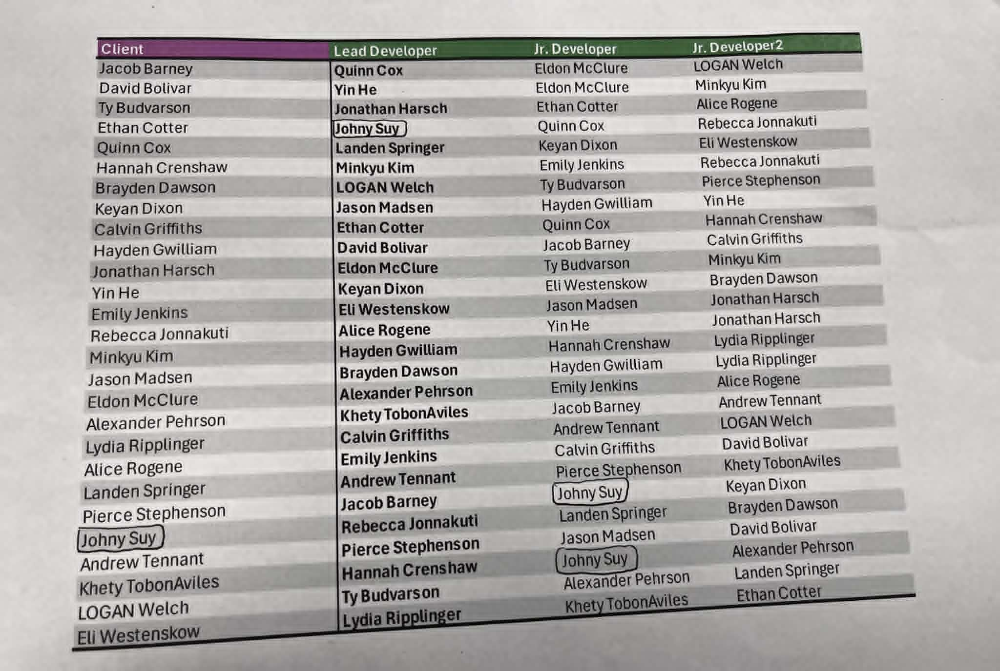 Client Lead Developer Jr. Developer Jr. Developer2
Jacob Barney Quinn Cox Eldon McClure LOGAN Welch
David Bolivar Yin He Eldon McClure Minkyu Kim
Ty Budvarson Jonathan Harsch Ethan Cotter Alice Rogene
Ethan Cotter Johny Suy Quinn Cox Rebecca Jonnakuti
Quinn Cox Landen Springer Keyan Dixon Eli Westenskow
Hannah Crenshaw Minkyu Kim Emily Jenkins Rebecca Jonnakuti
Brayden Dawson LOGAN Welch Ty Budvarson Pierce Stephenson
Keyan Dixon Jason Madsen Hayden Gwilliam Yin He
Calvin Griffiths Ethan Cotter Quinn Cox Hannah Crenshaw
Hayden Gwilliam David Bolivar Jacob Barney Calvin Griffiths
Jonathan Harsch Eldon McClure Ty Budvarson Minkyu Kim
Yin He Keyan Dixon Eli Westenskow Brayden Dawson
Emily Jenkins Eli Westenskow Jason Madsen Jonathan Harsch
Rebecca Jonnakuti Alice Rogene Yin He Jonathan Harsch
Minkyu Kim Hayden Gwilliam Hannah Crenshaw Lydia Ripplinger
Jason Madsen Brayden Dawson Hayden Gwilliam Lydia Ripplinger
Eldon McClure Alexander Pehrson Emily Jenkins Alice Rogene
Alexander Pehrson Khety TobonAviles Jacob Barney Andrew Tennant
Lydia Ripplinger Calvin Griffiths Andrew Tennant LOGAN Welch
Alice Rogene Emily Jenkins Calvin Griffiths David Bolivar
Landen Springer Andrew Tennant Pierce Stephenson Khety TobonAviles
Pierce Stephenson Jacob Barney Johny Suy Keyan Dixon
Johny Suy Rebecca Jonnakuti Landen Springer Brayden Dawson
Andrew Tennant Pierce Stephenson Jason Madsen David Bolivar
Khety TobonAviles Hannah Crenshaw Johny Suy Alexander Pehrson
LOGAN Welch Ty Budvarson Alexander Pehrson Landen Springer
Eli Westenskow Lydia Ripplinger Khety TobonAviles Ethan Cotter